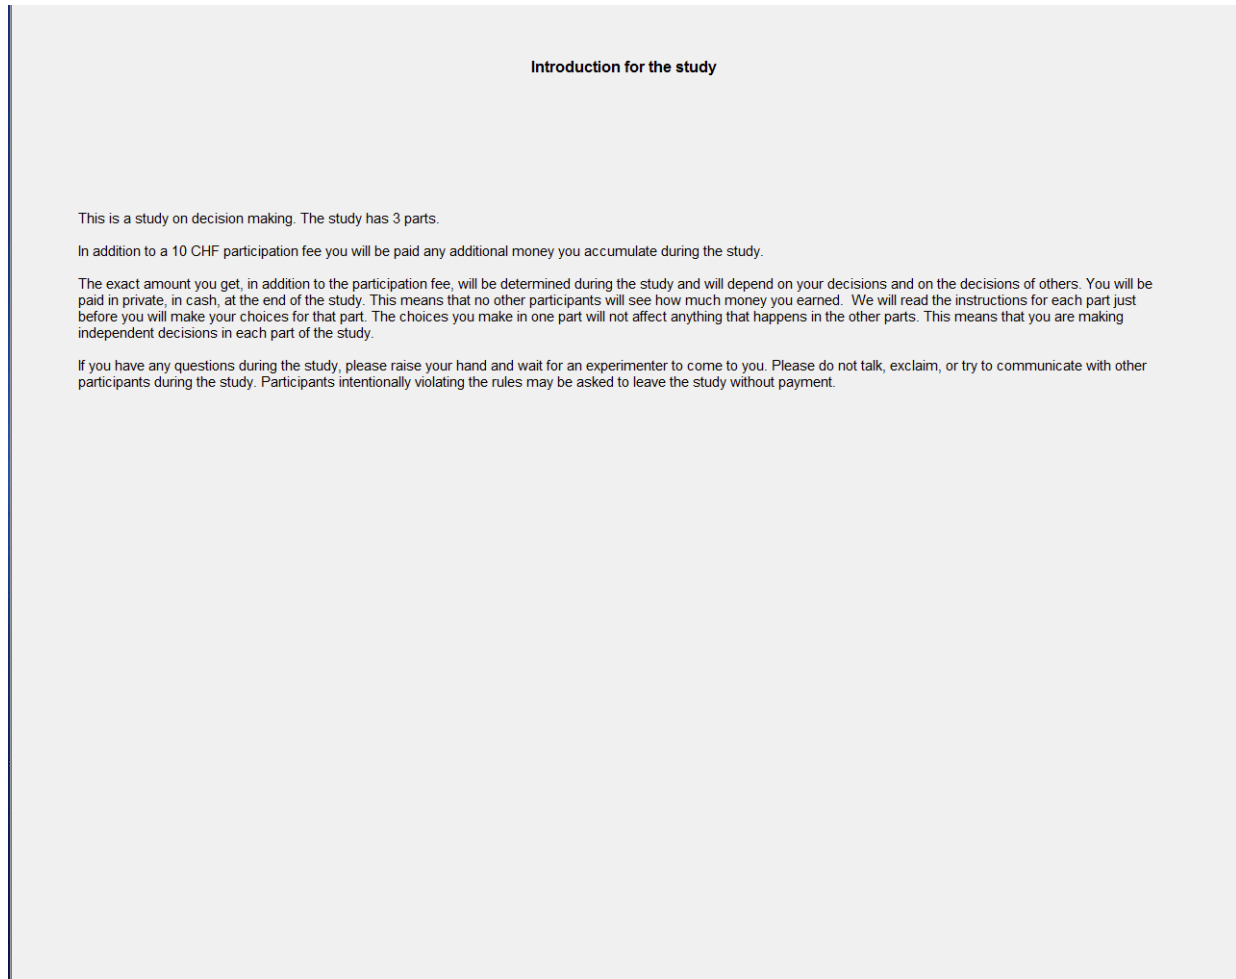 Introduction for the study
This is a study on decision making. The study has 3 parts.
In addition to a 10 CHF participation fee you will be paid any additional money you accumulate during the study.
The exact amount you get, in addition to the participation fee, will be determined during the study and will depend on your decisions and on the decisions of others. You will be
paid in private, in cash, at the end of the study. This means that no other participants will see how much money you earned.  We will read the instructions for each part just
before you will make your choices for that part. The choices you make in one part will not affect anything that happens in the other parts. This means that you are making
independent decisions in each part of the study.
If you have any questions during the study, please raise your hand and wait for an experimenter to come to you. Please do not talk, exclaim, or try to communicate with other
participants during the study. Participants intentionally violating the rules may be asked to leave the study without payment.